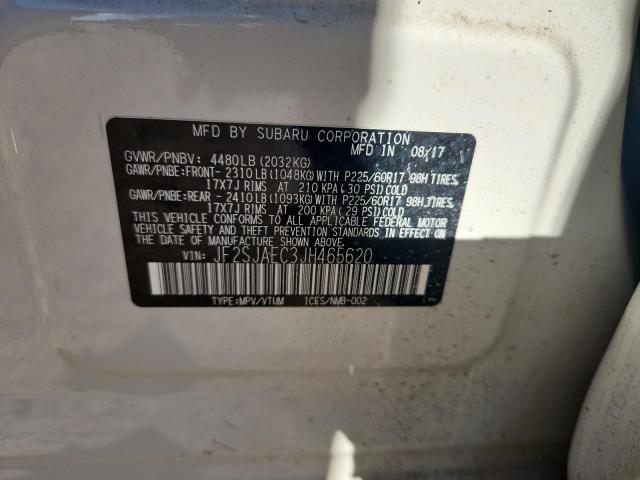 MFD BY SUBARU CORPORATION
MFD IN 08/17
GVWR/PNBV: 4480LB (2032KG)
GAWR/PNBE:FRONT- 2310LB (1048KG)WITH P225/60R17 98H TIRES,
17X7J RIMS AT 210 KPA (30 PSI)COLD
GAWR/PNBE:REAR - 2410LB (1093KG)WITH P225/60R17 98H TIRES,
17X7J RIMS AT 200 KPA (29 PSI)COLD
THIS VEHICLE CONFORMS TO ALL APPLICABLE FEDERAL MOTOR
VEHICLE SAFETY STANDARDS IN EFFECT ON THE DATE OF
MANUFACTURE SHOWN ABOVE.
VIN: JF2SJAEC3JH465620
TYPE:MPV/VTUM ICES/NMB-002